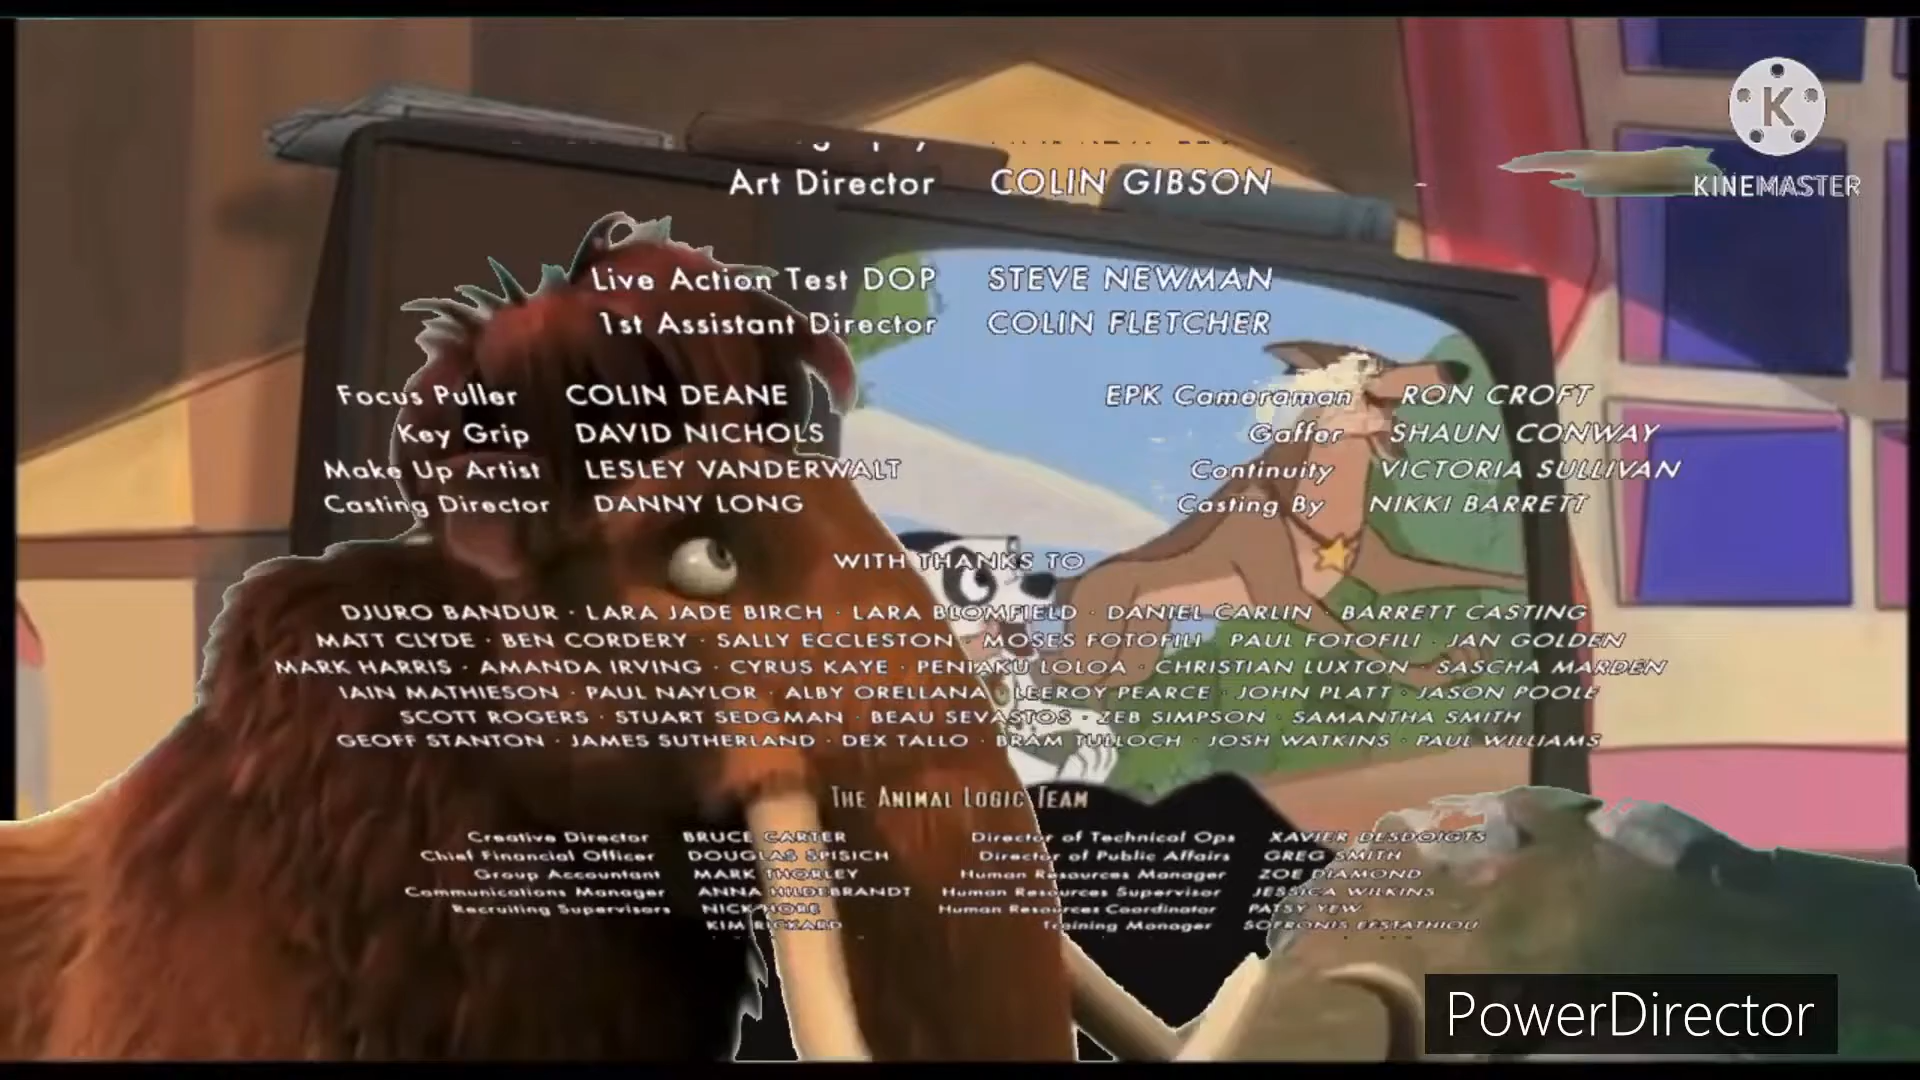 K
KINEMASTER
Art Director COLIN GIBSON
Live Action Test DOP STEVE NEWMAN
1st Assistant Director COLIN FLETCHER
Focus Puller COLIN DEANE EPK Cameraman RON CROFT
Key Grip DAVID NICHOLS Gaffer SHAUN CONWAY
Make Up Artist LESLEY VANDERWALT Continuity VICTORIA SULLIVAN
Casting Director DANNY LONG Casting By NIKKI BARRETT
WITH THANKS TO
DJURO BANDUR · LARA JADE BIRCH · LARA BLOMFIELD · DANIEL CARLIN · BARRETT CASTING
MATT CLYDE · BEN CORDERY · SALLY ECCLESTON · MOSES FOTOFILI · PAUL FOTOFILI · JAN GOLDEN
MARK HARRIS · AMANDA IRVING · CYRUS KAYE · PENIAKU LOLOA · CHRISTIAN LUXTON · SASCHA MARDEN
IAIN MATHIESON · PAUL NAYLOR · ALBY ORELLANA · LEEROY PEARCE · JOHN PLATT · JASON POOLE
SCOTT ROGERS · STUART SEDGMAN · BEAU SEVASTOS · ZEB SIMPSON · SAMANTHA SMITH
GEOFF STANTON · JAMES SUTHERLAND · DEX TALLO · BRAM TULLOCH · JOSH WATKINS · PAUL WILLIAMS
THE ANIMAL LOGIC TEAM
Creative Director BRUCE CARTER Director of Technical Ops XAVIER DESDOIGTS
Chief Financial Officer DOUGLAS SPISICH Director of Public Affairs GREG SMITH
Group Accountant MARK THORLEY Human Resources Manager ZOE DIAMOND
Communications Manager ANNA HILDEBRANDT Human Resources Supervisor JESSICA WILKINS
Recruiting Supervisors NICK HORE Human Resources Coordinator PATSY YEW
KIM RICKARD Training Manager SOFRONIS EFSTATHIOU
PowerDirector